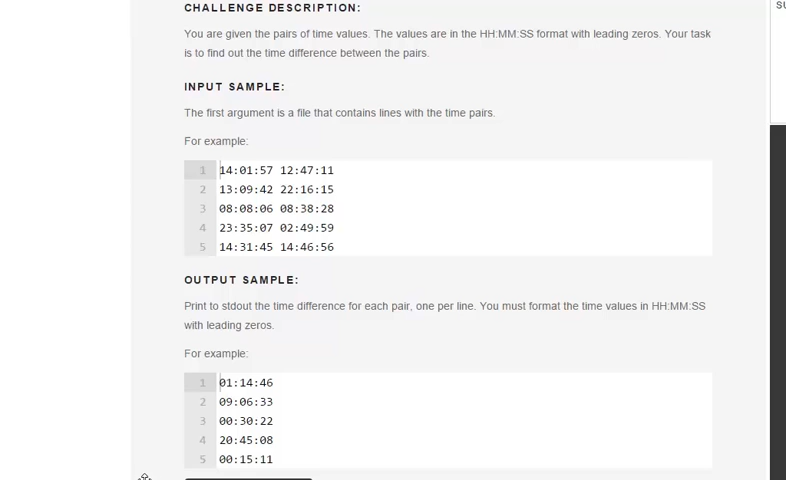 CHALLENGE DESCRIPTION:
You are given the pairs of time values. The values are in the HH:MM:SS format with leading zeros. Your task
is to find out the time difference between the pairs.
INPUT SAMPLE:
The first argument is a file that contains lines with the time pairs.
For example:
1 14:01:57 12:47:11
2 13:09:42 22:16:15
3 08:08:06 08:38:28
4 23:35:07 02:49:59
5 14:31:45 14:46:56
OUTPUT SAMPLE:
Print to stdout the time difference for each pair, one per line. You must format the time values in HH:MM:SS
with leading zeros.
For example:
1 01:14:46
2 09:06:33
3 00:30:22
4 20:45:08
5 00:15:11